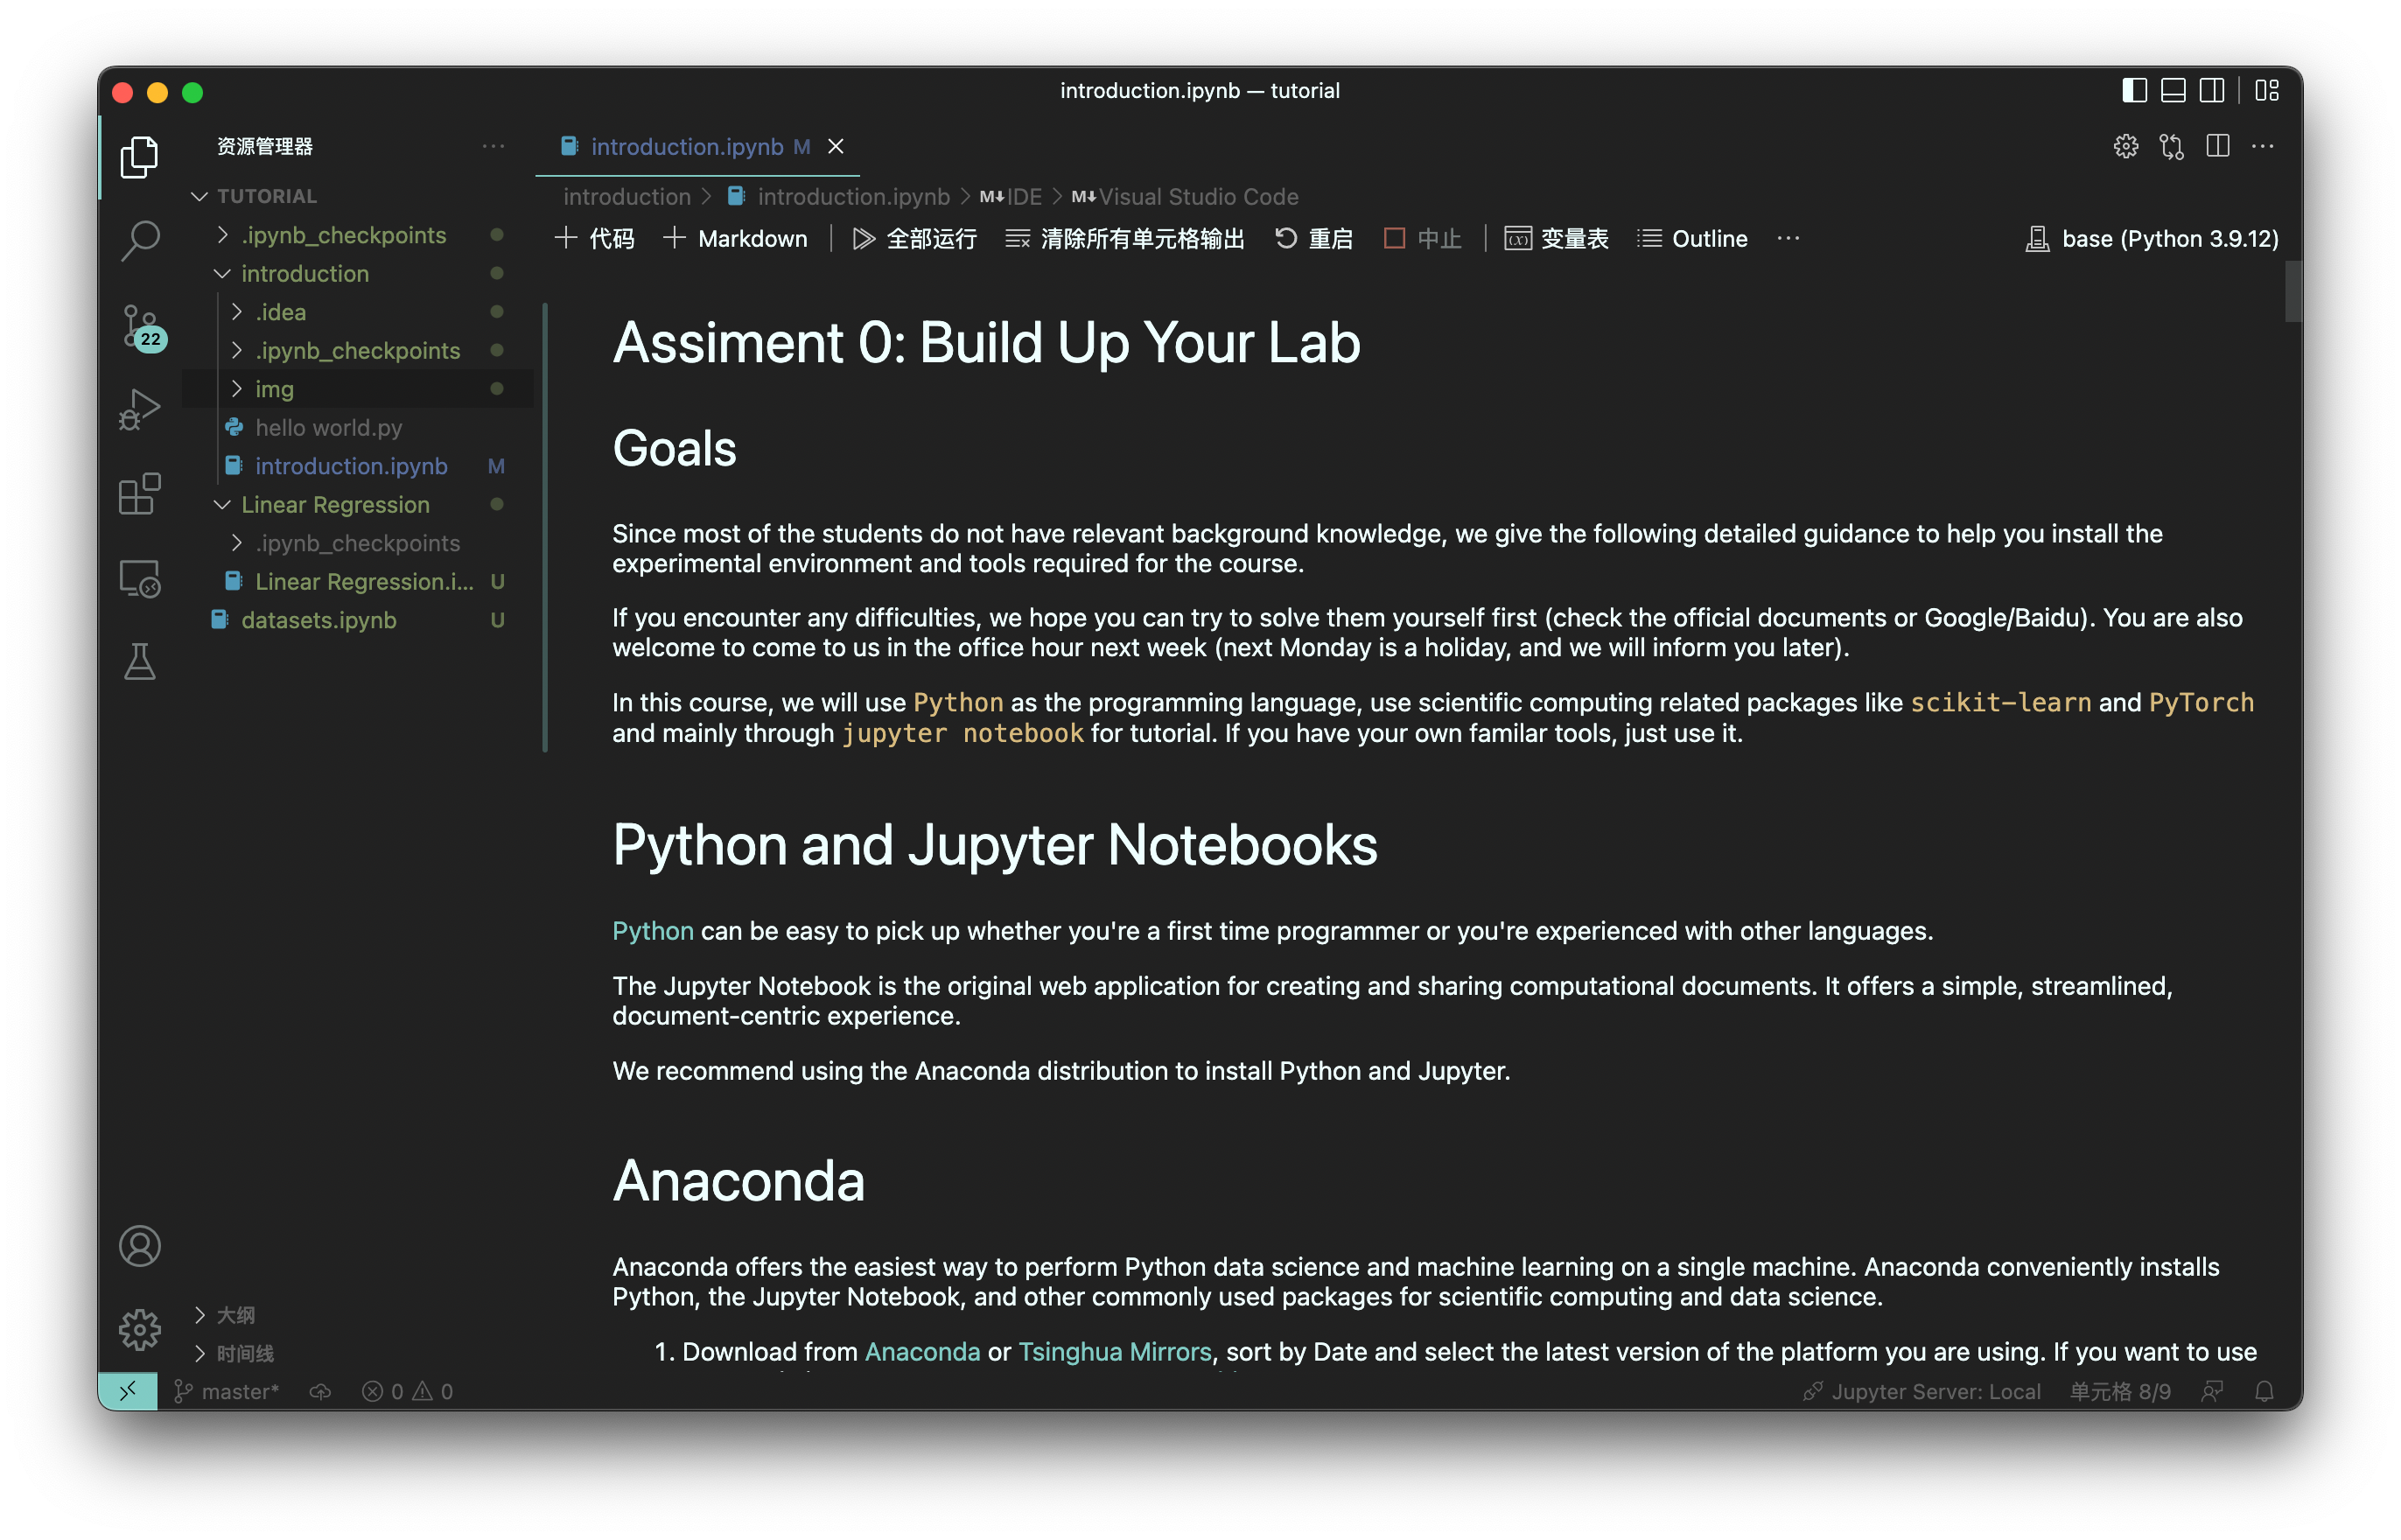 introduction.ipynb — tutorial
资源管理器
introduction.ipynb M
TUTORIAL
introduction > introduction.ipynb > M↓IDE > M↓Visual Studio Code
代码 Markdown 全部运行 清除所有单元格输出 重启 中止 变量表 Outline ... base (Python 3.9.12)
.ipynb_checkpoints
introduction
.idea
.ipynb_checkpoints
img
hello world.py
introduction.ipynb M
Linear Regression
.ipynb_checkpoints
Linear Regression.i... U
datasets.ipynb U
22
Assiment 0: Build Up Your Lab
Goals
Since most of the students do not have relevant background knowledge, we give the following detailed guidance to help you install the
experimental environment and tools required for the course.
If you encounter any difficulties, we hope you can try to solve them yourself first (check the official documents or Google/Baidu). You are also
welcome to come to us in the office hour next week (next Monday is a holiday, and we will inform you later).
In this course, we will use Python as the programming language, use scientific computing related packages like scikit-learn and PyTorch
and mainly through jupyter notebook for tutorial. If you have your own familar tools, just use it.
Python and Jupyter Notebooks
Python can be easy to pick up whether you're a first time programmer or you're experienced with other languages.
The Jupyter Notebook is the original web application for creating and sharing computational documents. It offers a simple, streamlined,
document-centric experience.
We recommend using the Anaconda distribution to install Python and Jupyter.
Anaconda
Anaconda offers the easiest way to perform Python data science and machine learning on a single machine. Anaconda conveniently installs
Python, the Jupyter Notebook, and other commonly used packages for scientific computing and data science.
1. Download from Anaconda or Tsinghua Mirrors, sort by Date and select the latest version of the platform you are using. If you want to use
大纲
时间线
master* 0 0 Jupyter Server: Local 单元格 8/9